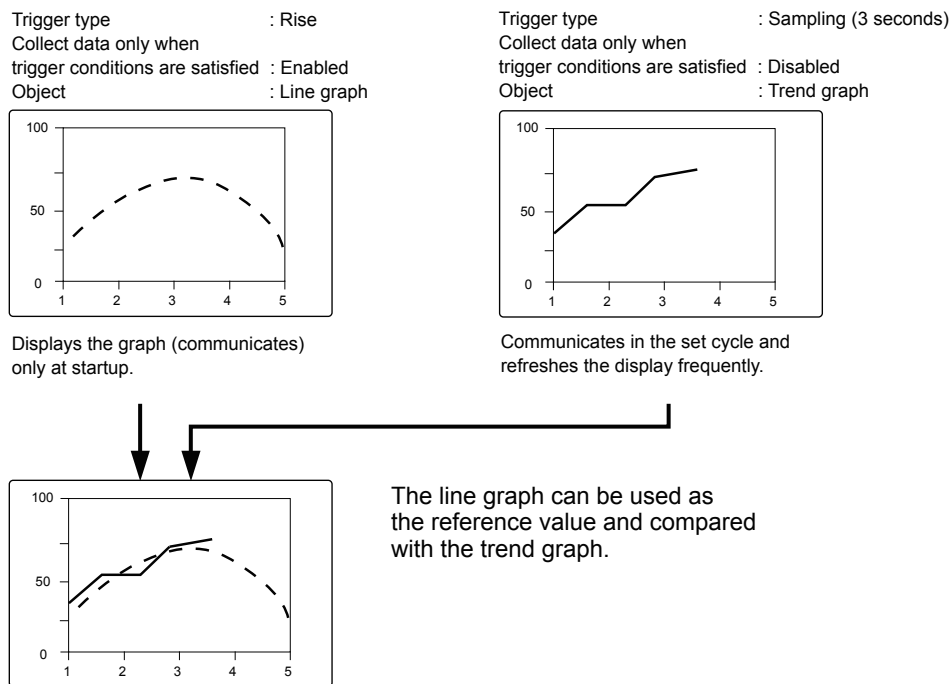 Trigger type : Rise
Collect data only when
trigger conditions are satisfied : Enabled
Object : Line graph
100
50
0
1 2 3 4 5
Displays the graph (communicates)
only at startup.
Trigger type : Sampling (3 seconds)
Collect data only when
trigger conditions are satisfied : Disabled
Object : Trend graph
100
50
0
1 2 3 4 5
Communicates in the set cycle and
refreshes the display frequently.
100
50
0
1 2 3 4 5
The line graph can be used as
the reference value and compared
with the trend graph.